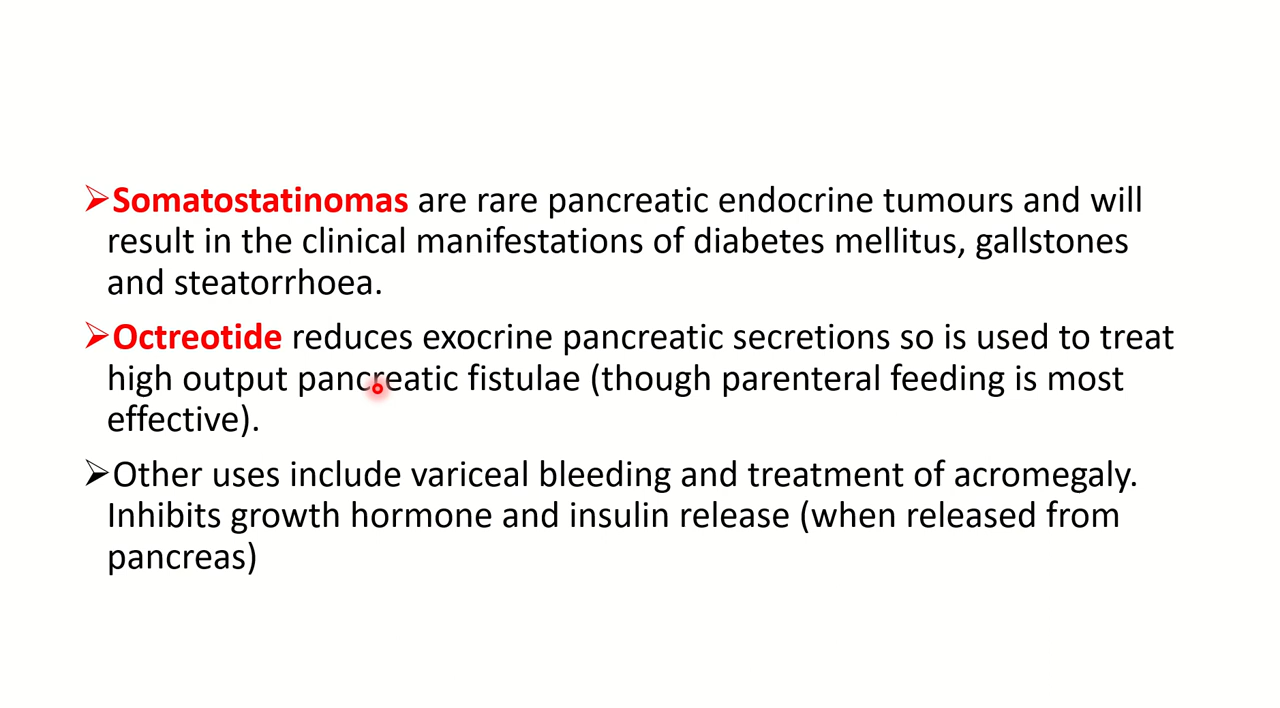 ➢Somatostatinomas are rare pancreatic endocrine tumours and will
result in the clinical manifestations of diabetes mellitus, gallstones
and steatorrhoea.
➢Octreotide reduces exocrine pancreatic secretions so is used to treat
high output pancreatic fistulae (though parenteral feeding is most
effective).
➢Other uses include variceal bleeding and treatment of acromegaly.
Inhibits growth hormone and insulin release (when released from
pancreas)